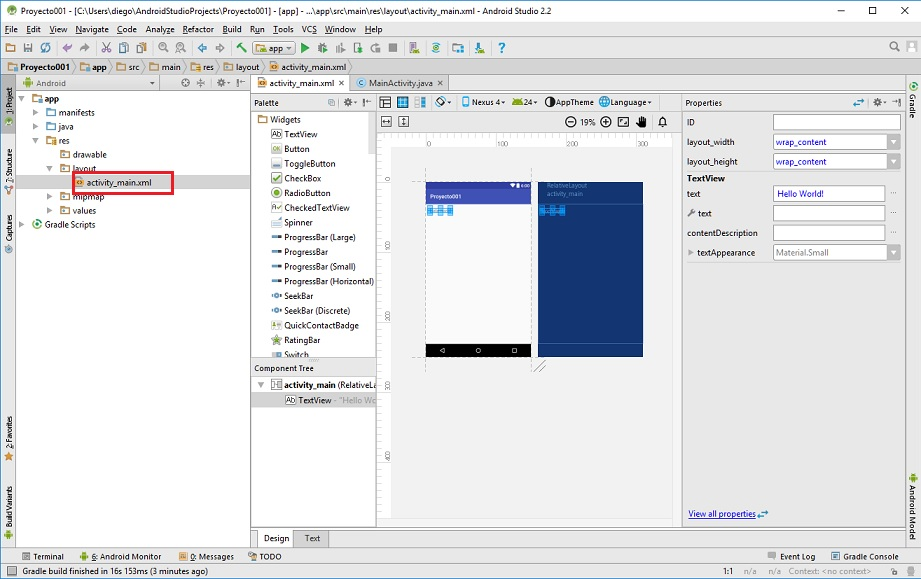 Proyecto001 - [C:\Users\diego\AndroidStudioProjects\Proyecto001] - [app] - ...\app\src\main\res\layout\activity_main.xml - Android Studio 2.2
File Edit View Navigate Code Analyze Refactor Build Run Tools VCS Window Help
app
Proyecto001 app src main res layout activity_main.xml
1: Project
7: Structure
Captures
2: Favorites
Build Variants
Android
app
manifests
java
res
drawable
layout
activity_main.xml
mipmap
values
Gradle Scripts
activity_main.xml MainActivity.java
Palette
Widgets
TextView
Button
ToggleButton
CheckBox
RadioButton
CheckedTextView
Spinner
ProgressBar (Large)
ProgressBar
ProgressBar (Small)
ProgressBar (Horizontal)
SeekBar
SeekBar (Discrete)
QuickContactBadge
RatingBar
Switch
Component Tree
activity_main (RelativeLa
TextView - "Hello Wo
Nexus 4 24 AppTheme Language
19%
0 100 200 300
0
100
200
300
400
6:00
Proyecto001
RelativeLayout
activity_main
Design Text
Properties
ID
layout_width wrap_content
layout_height wrap_content
TextView
text Hello World!
text
contentDescription
textAppearance Material.Small
View all properties
Gradle
Android Model
Terminal 6: Android Monitor 0: Messages TODO Event Log Gradle Console
Gradle build finished in 16s 153ms (3 minutes ago) 1:1 n/a n/a Context: <no context>